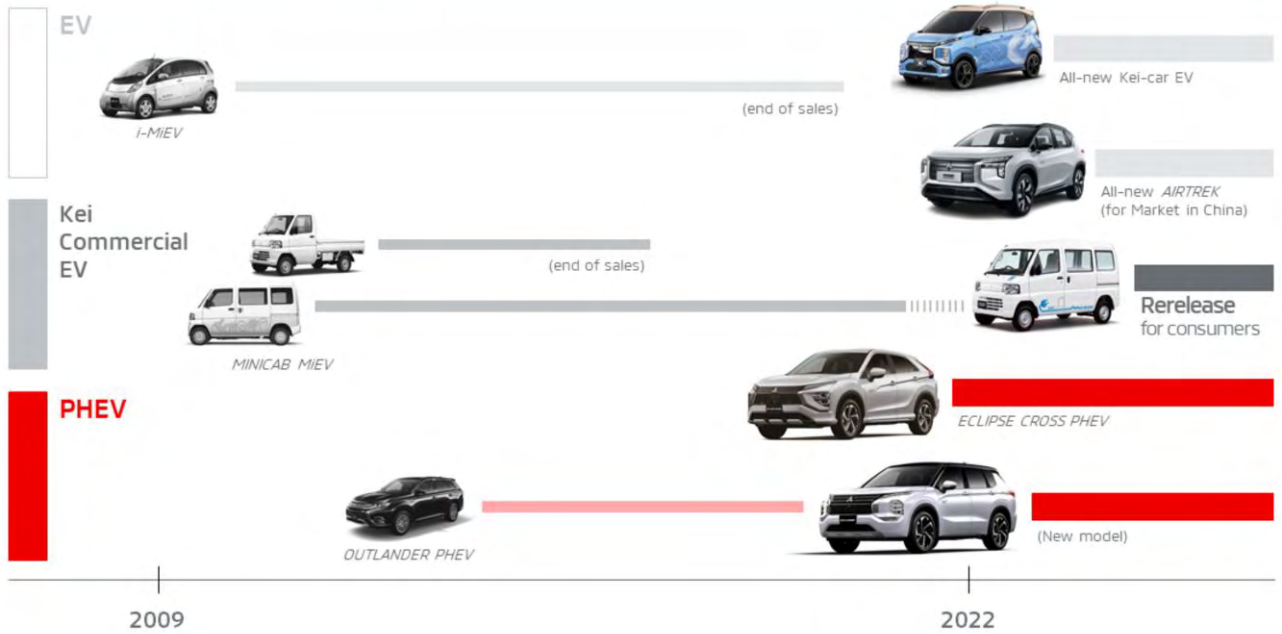 EV
i-MiEV
(end of sales)
All-new Kei-car EV
All-new AIRTREK
(for Market in China)
Kei
Commercial
EV
(end of sales)
MINICAB MiEV
Rerelease
for consumers
PHEV
ECLIPSE CROSS PHEV
OUTLANDER PHEV
(New model)
2009
2022